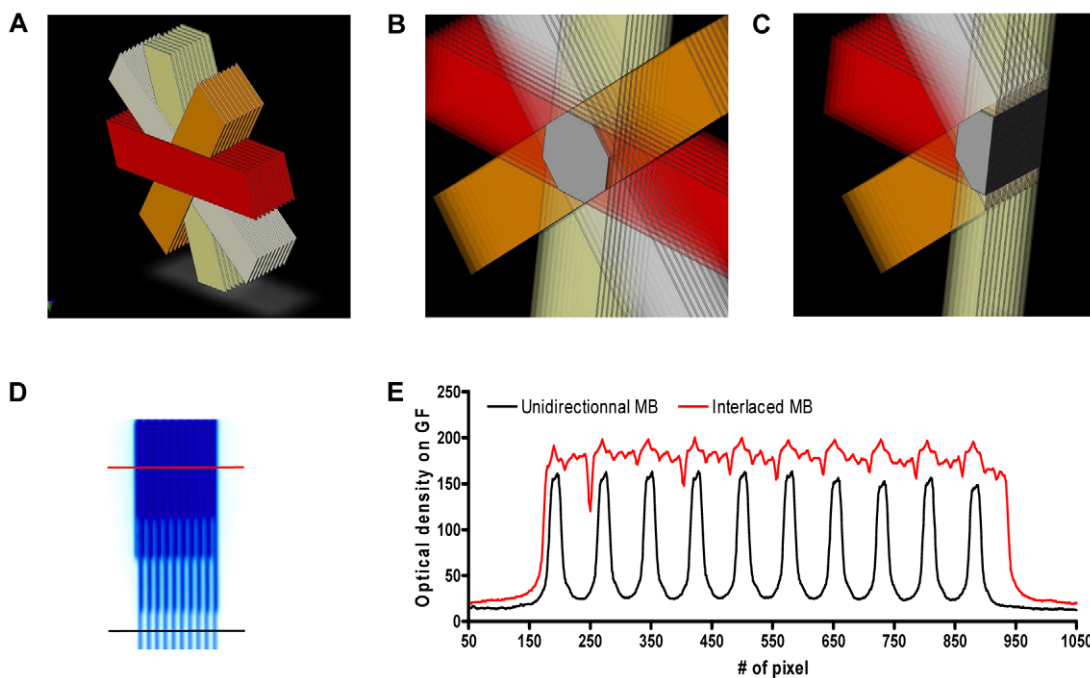 A
B
C
D
E
Unidirectionnal MB
Interlaced MB
Optical density on GF
250
200
150
100
50
0
50
150
250
350
450
550
650
750
850
950
1050
# of pixel